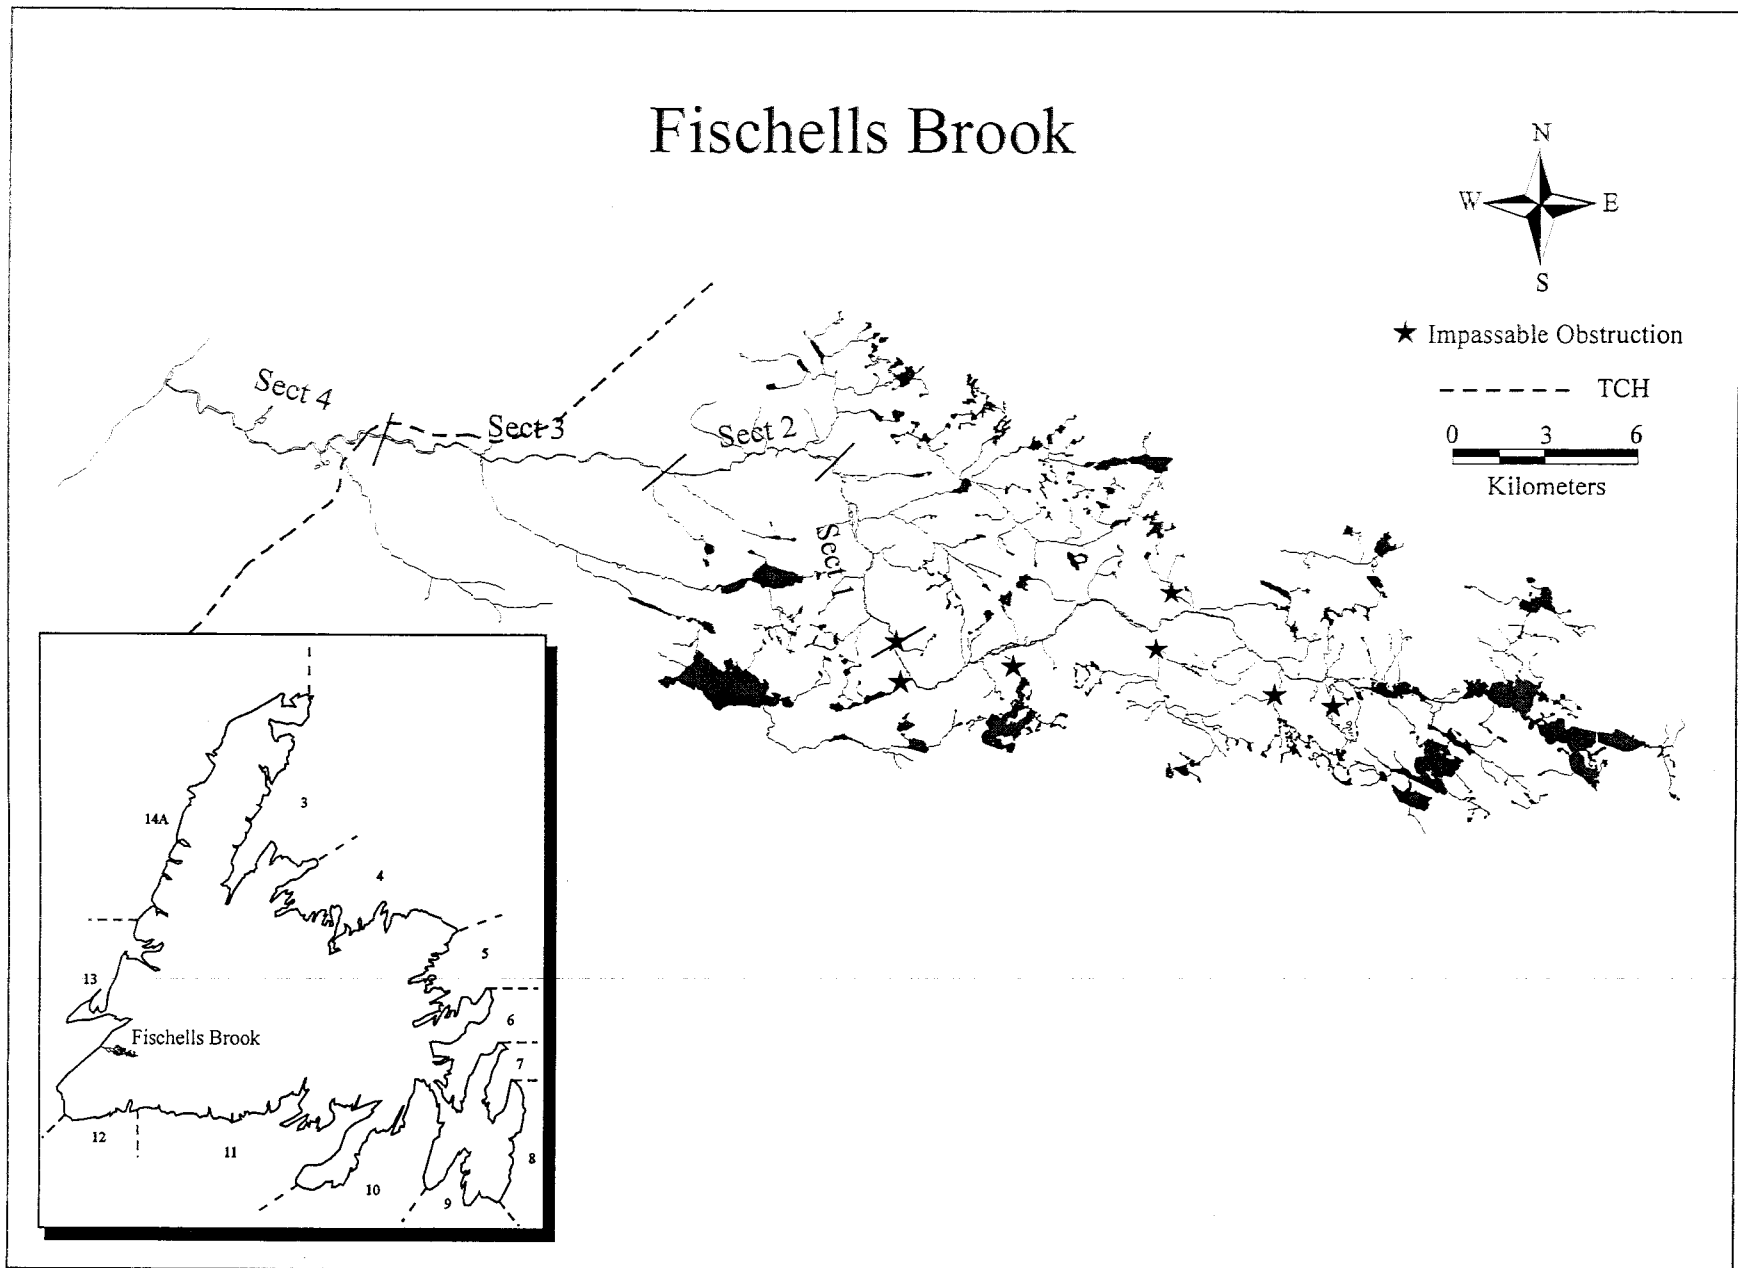 Fischells Brook
N
W E
S
★ Impassable Obstruction
TCH
0 3 6
Kilometers
Sect 4
Sect 3
Sect 2
Sect 1
3
14A
4
5
13
6
Fischells Brook
7
12
11
8
10
9